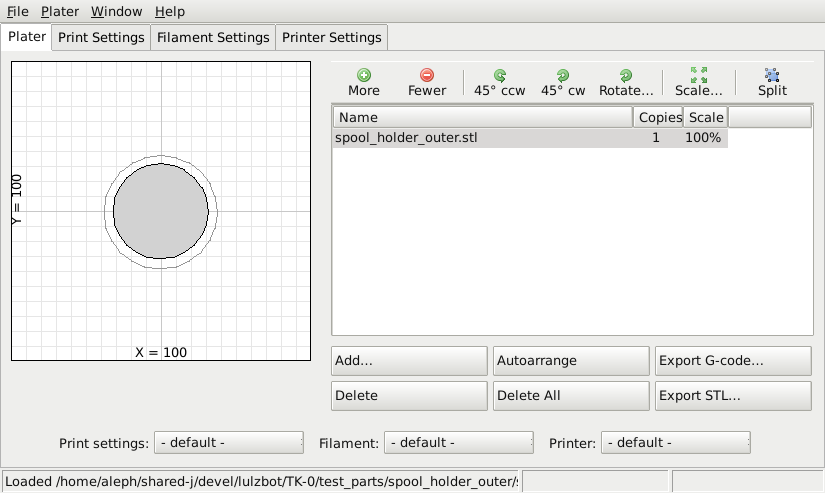 File Plater Window Help
Plater Print Settings Filament Settings Printer Settings
More Fewer 45° ccw 45° cw Rotate... Scale... Split
Name Copies Scale
spool_holder_outer.stl 1 100%
Y = 100
X = 100
Add... Autoarrange Export G-code...
Delete Delete All Export STL...
Print settings: - default - Filament: - default - Printer: - default -
Loaded /home/aleph/shared-j/devel/lulzbot/TK-0/test_parts/spool_holder_outer/